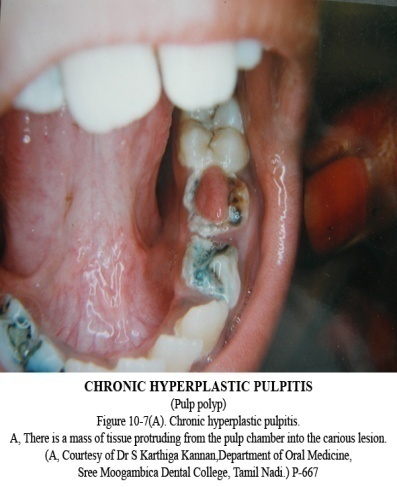 CHRONIC HYPERPLASTIC PULPITIS
(Pulp polyp)
Figure 10-7(A). Chronic hyperplastic pulpitis.
A, There is a mass of tissue protruding from the pulp chamber into the carious lesion.
(A, Courtesy of Dr S Karthiga Kannan,Department of Oral Medicine,
Sree Moogambica Dental College, Tamil Nadi.) P-667